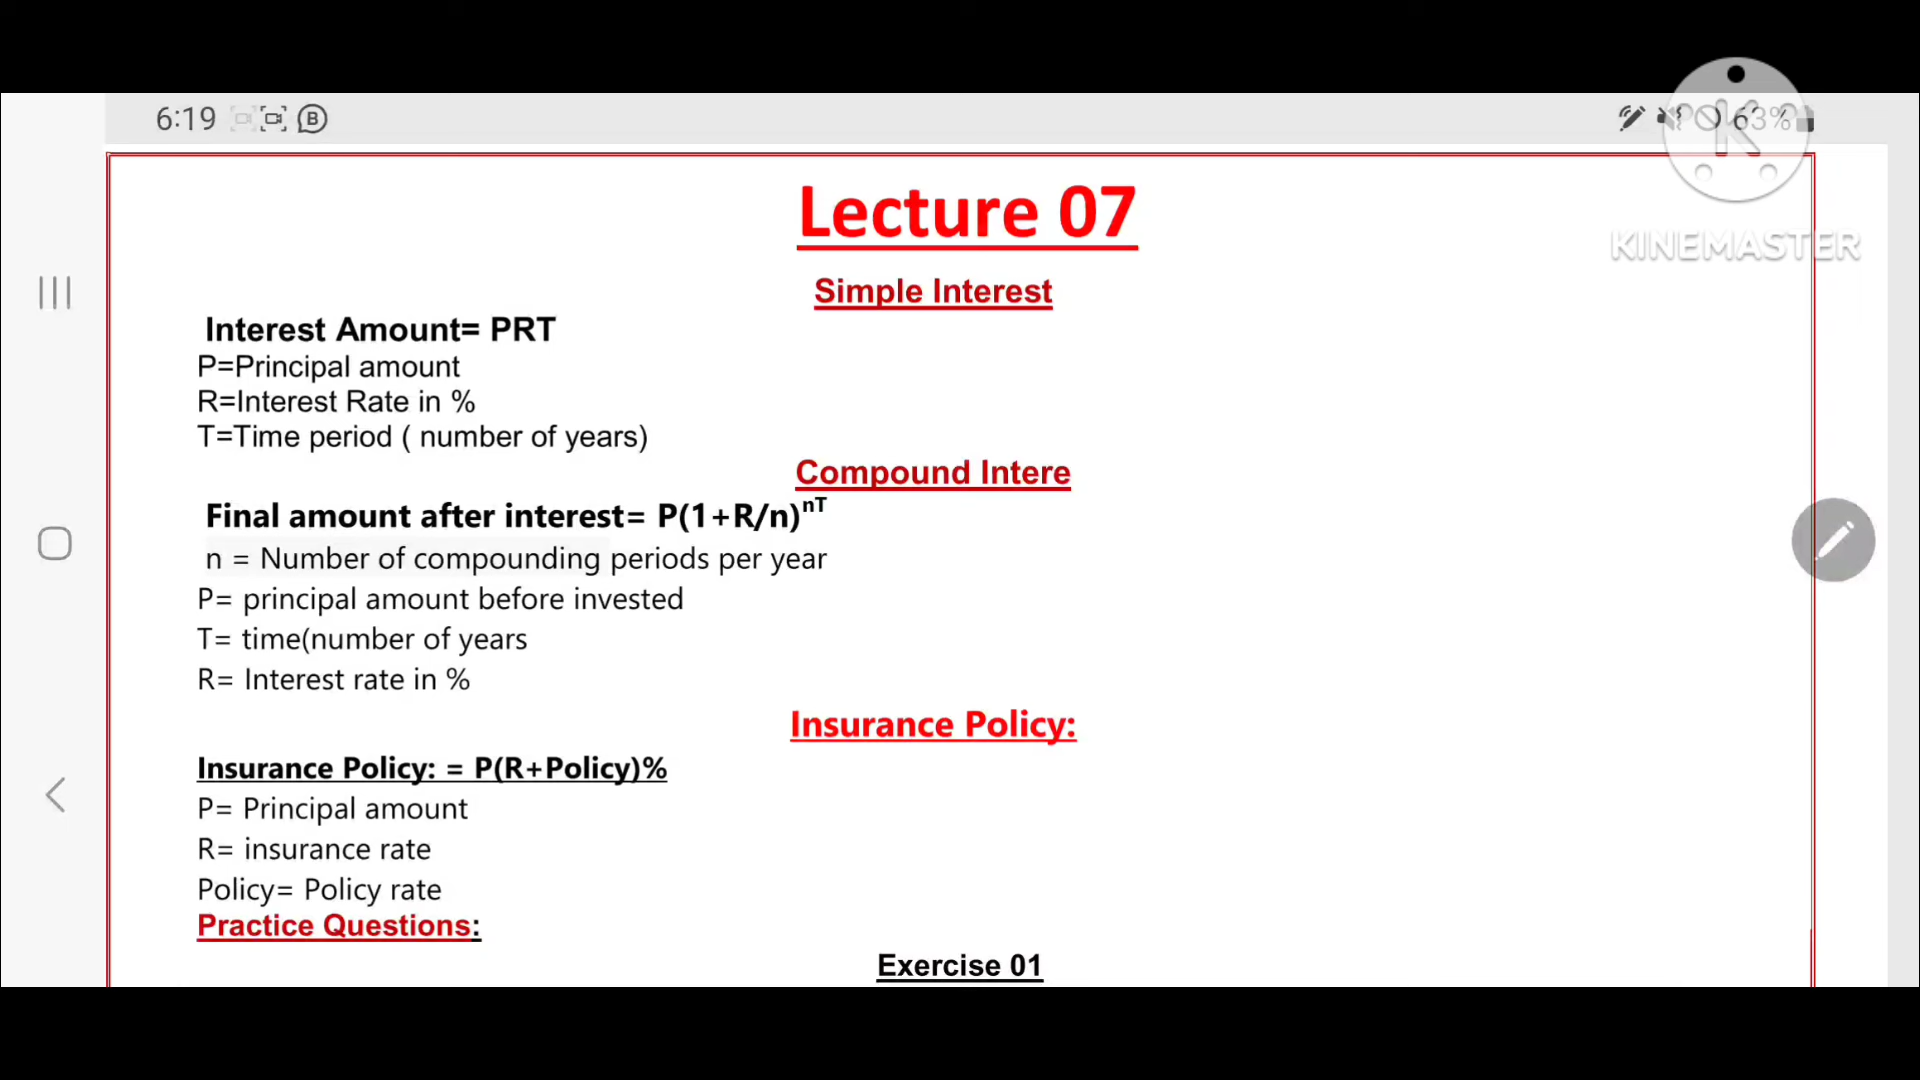 6:19 B 63%
KINEMASTER
Lecture 07
Simple Interest
Interest Amount= PRT
P=Principal amount
R=Interest Rate in %
T=Time period ( number of years)
Compound Intere
Final amount after interest= P(1+R/n)ⁿᵀ
n = Number of compounding periods per year
P= principal amount before invested
T= time(number of years
R= Interest rate in %
Insurance Policy:
Insurance Policy: = P(R+Policy)%
P= Principal amount
R= insurance rate
Policy= Policy rate
Practice Questions:
Exercise 01